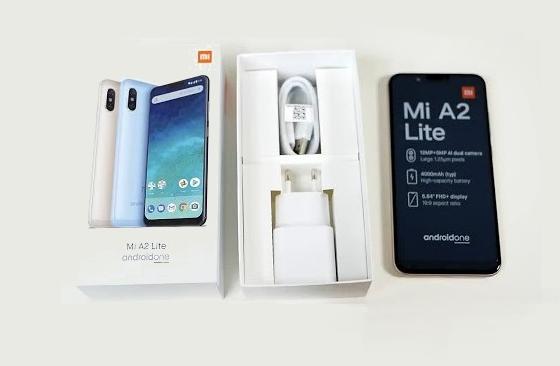 mi
Mi A2 Lite
androidone
mi
Mi A2
Lite
12MP+5MP AI dual camera
Large 1.25μm pixels
4000mAh (typ)
High-capacity battery
5.84" FHD+ display
19:9 aspect ratio
androidone